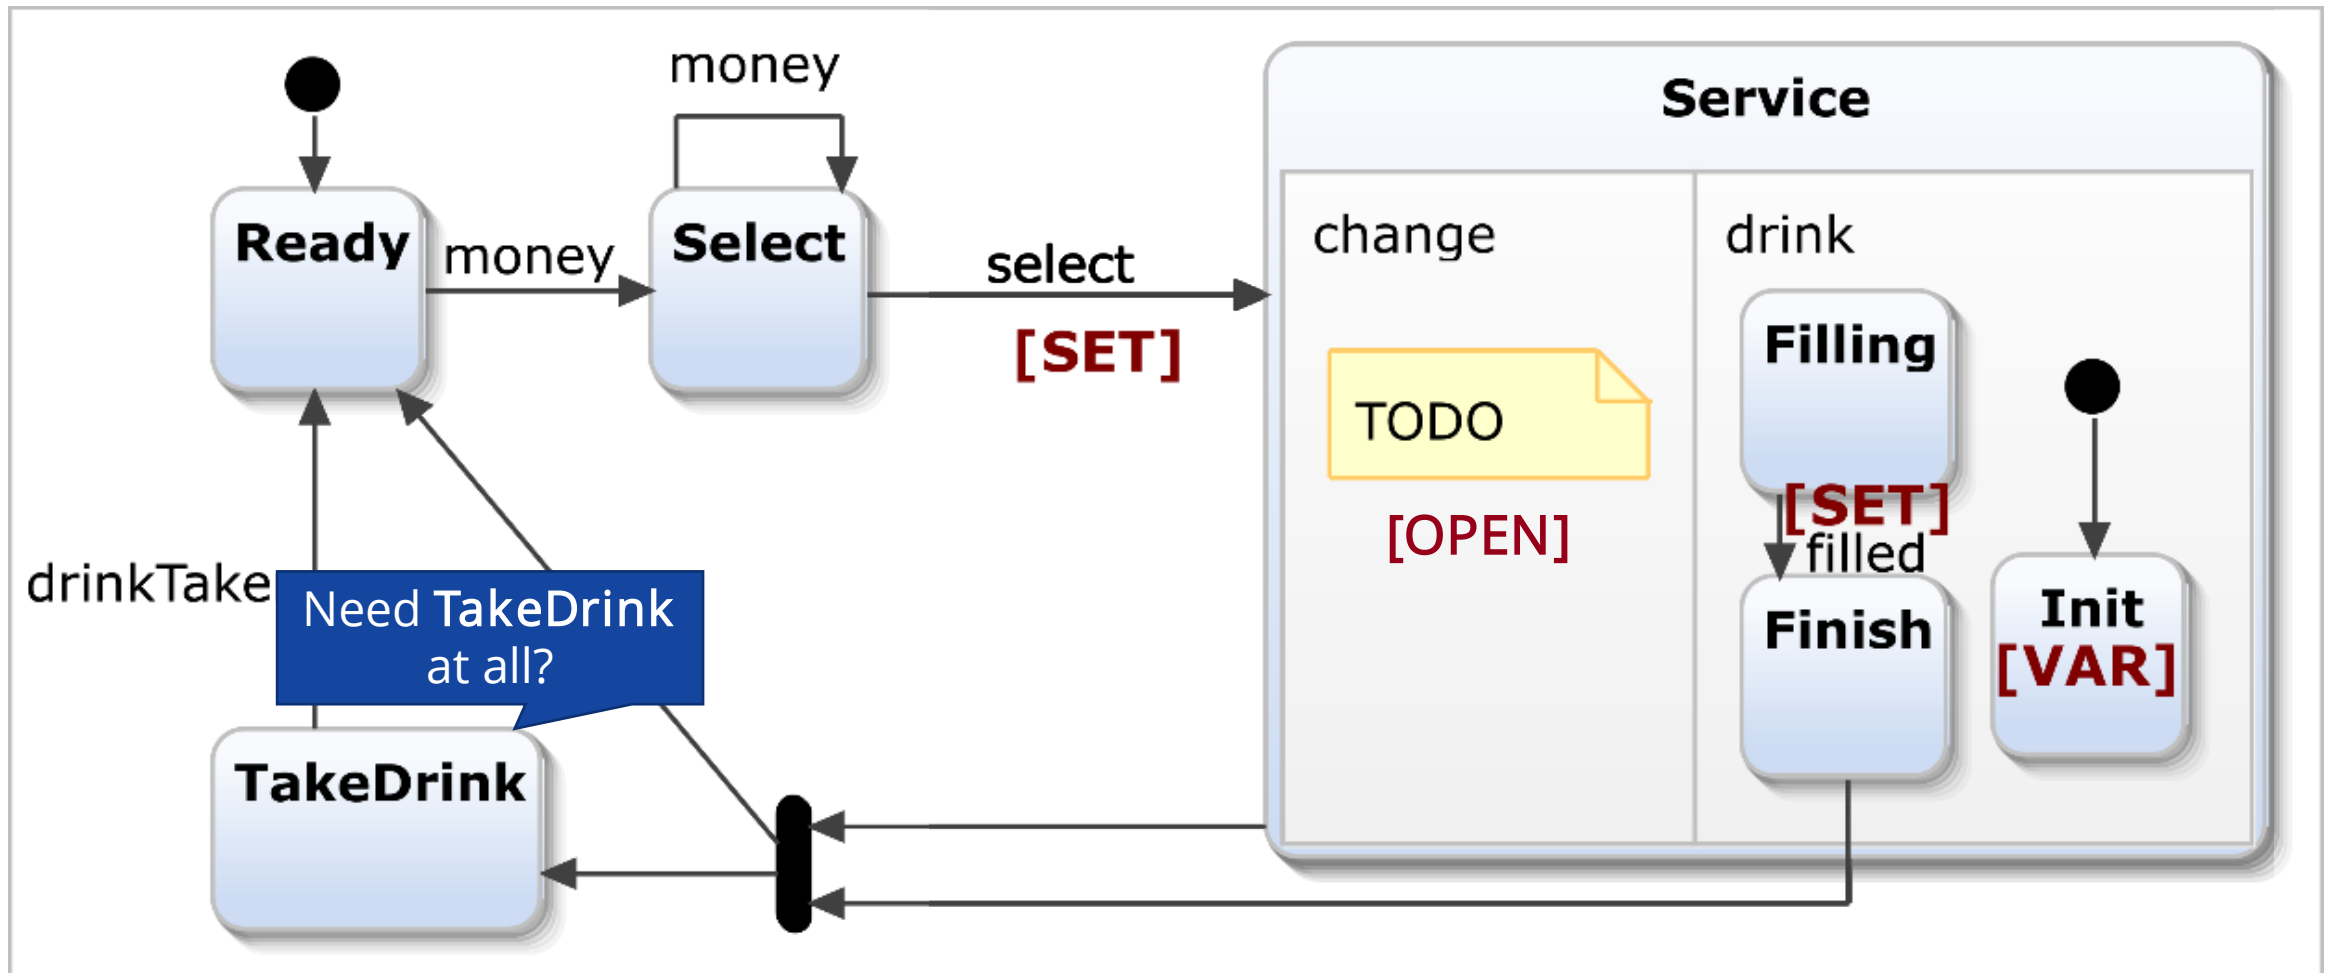 money
Service
Ready
money
Select
select
[SET]
change
drink
Filling
TODO
[OPEN]
[SET]
filled
drinkTake
Need TakeDrink
at all?
Finish
Init
[VAR]
TakeDrink